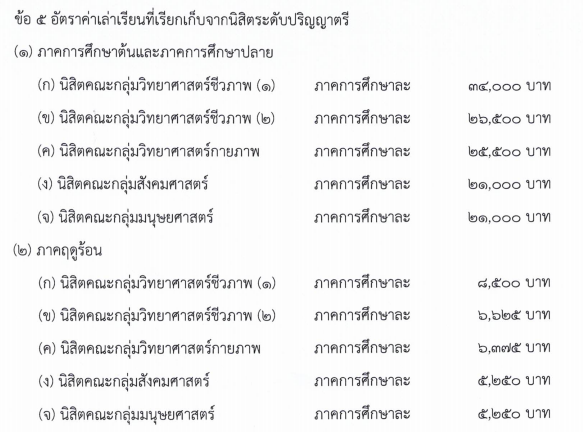 ข้อ ๕ อัตราค่าเล่าเรียนที่เรียกเก็บจากนิสิตระดับปริญญาตรี
(๑) ภาคการศึกษาต้นและภาคการศึกษาปลาย
(ก) นิสิตคณะกลุ่มวิทยาศาสตร์ชีวภาพ (๑) ภาคการศึกษาละ ๓๔,๐๐๐ บาท
(ข) นิสิตคณะกลุ่มวิทยาศาสตร์ชีวภาพ (๒) ภาคการศึกษาละ ๒๖,๕๐๐ บาท
(ค) นิสิตคณะกลุ่มวิทยาศาสตร์กายภาพ ภาคการศึกษาละ ๒๕,๕๐๐ บาท
(ง) นิสิตคณะกลุ่มสังคมศาสตร์ ภาคการศึกษาละ ๒๑,๐๐๐ บาท
(จ) นิสิตคณะกลุ่มมนุษยศาสตร์ ภาคการศึกษาละ ๒๑,๐๐๐ บาท
(๒) ภาคฤดูร้อน
(ก) นิสิตคณะกลุ่มวิทยาศาสตร์ชีวภาพ (๑) ภาคการศึกษาละ ๘,๕๐๐ บาท
(ข) นิสิตคณะกลุ่มวิทยาศาสตร์ชีวภาพ (๒) ภาคการศึกษาละ ๖,๖๒๕ บาท
(ค) นิสิตคณะกลุ่มวิทยาศาสตร์กายภาพ ภาคการศึกษาละ ๖,๓๗๕ บาท
(ง) นิสิตคณะกลุ่มสังคมศาสตร์ ภาคการศึกษาละ ๕,๒๕๐ บาท
(จ) นิสิตคณะกลุ่มมนุษยศาสตร์ ภาคการศึกษาละ ๕,๒๕๐ บาท